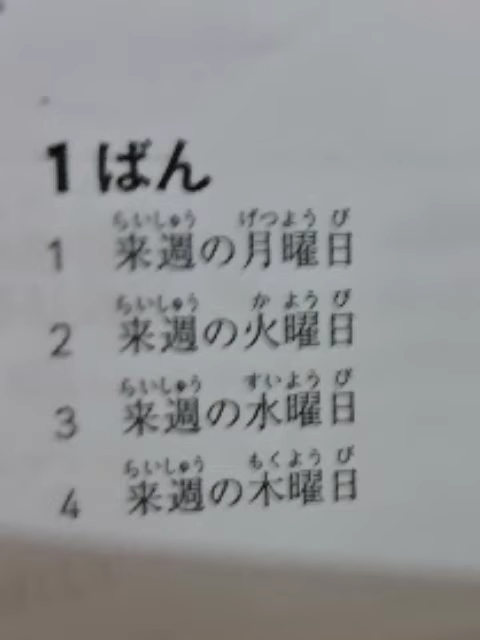 1 ばん
1 来週の月曜日
らいしゅう げつようび
2 来週の火曜日
らいしゅう かようび
3 来週の水曜日
らいしゅう すいようび
4 来週の木曜日
らいしゅう もくようび